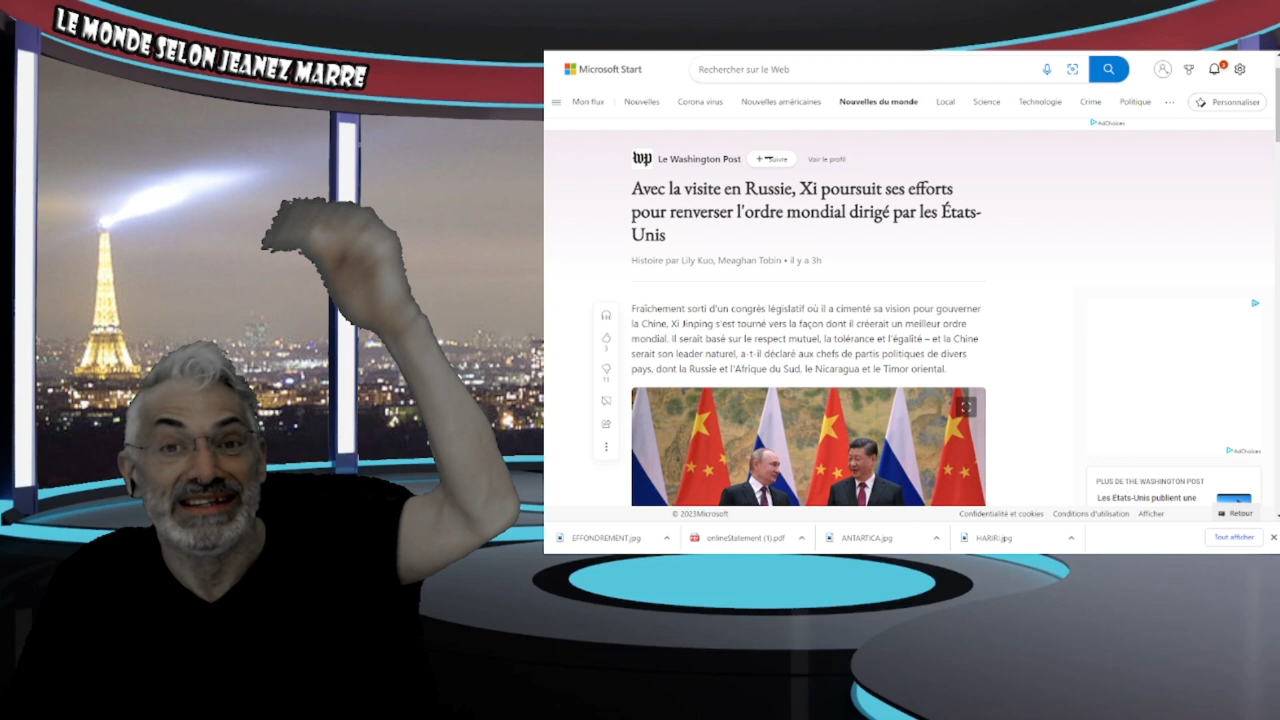 LE MONDE SELON JEANEZ MARRE
Microsoft Start
Rechercher sur le Web
Mon flux
Nouvelles
Corona virus
Nouvelles américaines
Nouvelles du monde
Local
Science
Technologie
Crime
Politique
Personnaliser
AdChoices
wp Le Washington Post
+ Suivre
Voir le profil
Avec la visite en Russie, Xi poursuit ses efforts
pour renverser l'ordre mondial dirigé par les États-
Unis
Histoire par Lily Kuo, Meaghan Tobin • il y a 3h
Fraîchement sorti d'un congrès législatif où il a cimenté sa vision pour gouverner
la Chine, Xi Jinping s'est tourné vers la façon dont il créerait un meilleur ordre
mondial. Il serait basé sur le respect mutuel, la tolérance et l'égalité – et la Chine
serait son leader naturel, a-t-il déclaré aux chefs de partis politiques de divers
pays, dont la Russie et l'Afrique du Sud, le Nicaragua et le Timor oriental.
3
11
AdChoices
PLUS DE THE WASHINGTON POST
Les États-Unis publient une
© 2023Microsoft
Confidentialité et cookies
Conditions d'utilisation
Afficher
Retour
EFFONDREMENT.jpg
onlineStatement (1).pdf
ANTARTICA.jpg
HARIRI.jpg
Tout afficher